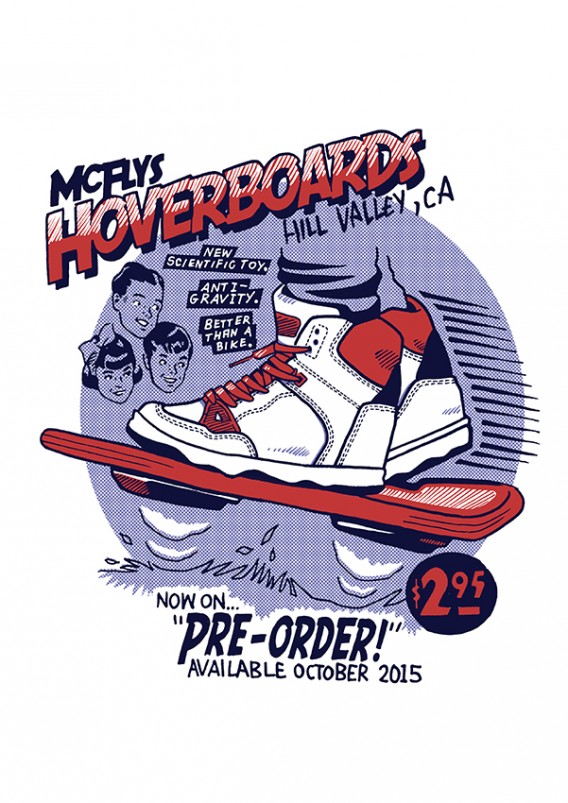 MCFLYS
HOVERBOARDS
HILL VALLEY, CA
NEW
SCIENTIFIC TOY.
ANTI-
GRAVITY.
BETTER
THAN A
BIKE.
$2.95
NOW ON...
"PRE-ORDER!"
AVAILABLE OCTOBER 2015